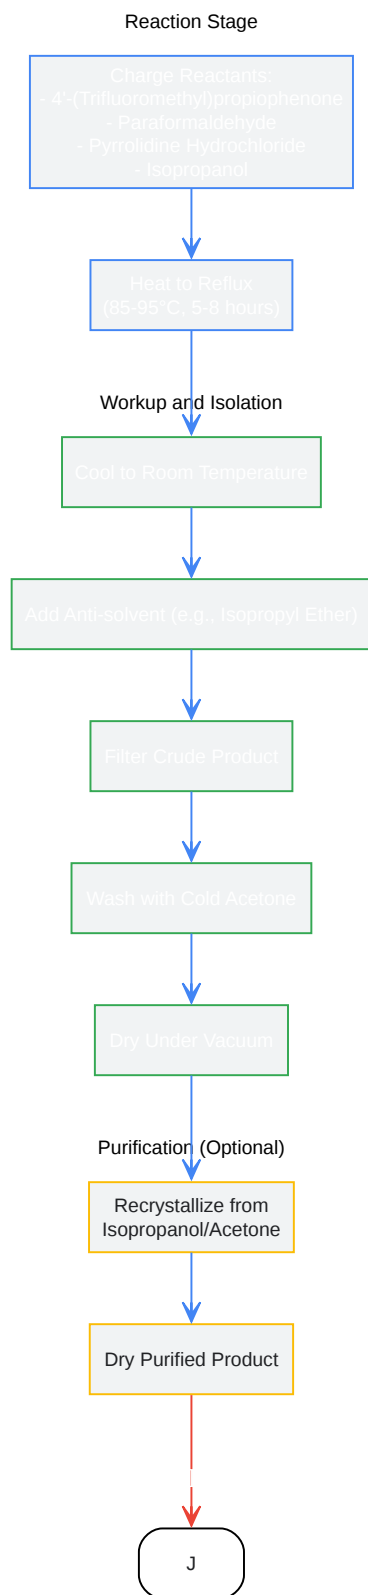 Reaction Stage
Charge Reactants:
- 4'-(Trifluoromethyl)propiophenone
- Paraformaldehyde
- Pyrrolidine Hydrochloride
- Isopropanol
Heat to Reflux
(85-95°C, 5-8 hours)
Workup and Isolation
Cool to Room Temperature
Add Anti-solvent (e.g., Isopropyl Ether)
Filter Crude Product
Wash with Cold Acetone
Dry Under Vacuum
Purification (Optional)
Recrystallize from
Isopropanol/Acetone
Dry Purified Product
J